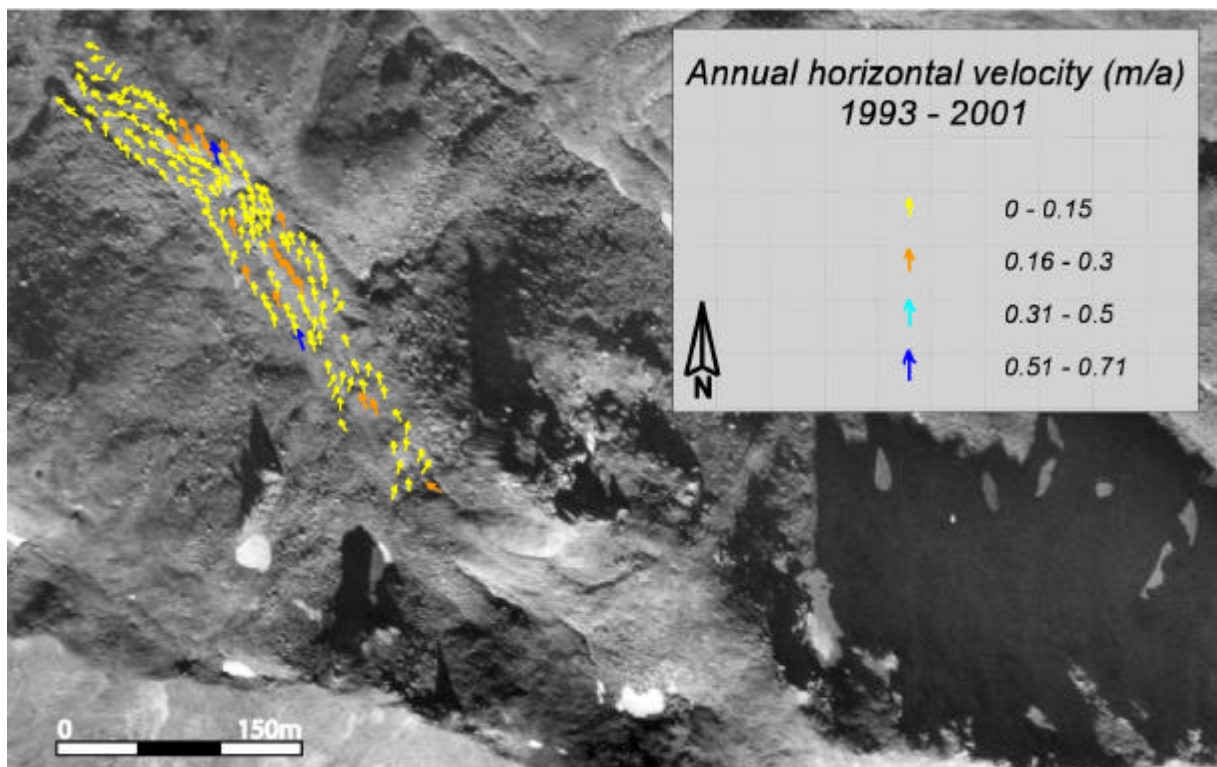 Annual horizontal velocity (m/a)
1993 - 2001
0 - 0.15
0.16 - 0.3
0.31 - 0.5
0.51 - 0.71
N
0 150m